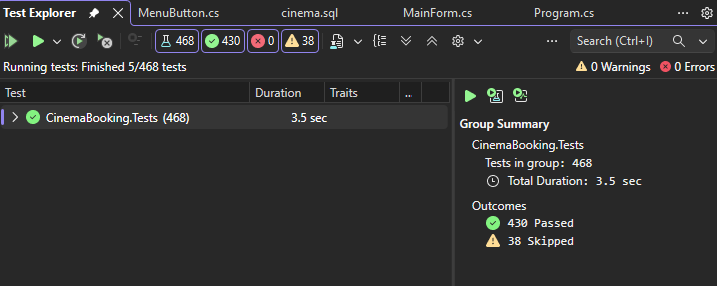 Test Explorer MenuButton.cs cinema.sql MainForm.cs Program.cs
468 430 0 38 Search (Ctrl+I)
Running tests: Finished 5/468 tests 0 Warnings 0 Errors
Test Duration Traits ..
CinemaBooking.Tests (468) 3.5 sec
Group Summary
CinemaBooking.Tests
Tests in group: 468
Total Duration: 3.5 sec
Outcomes
430 Passed
38 Skipped